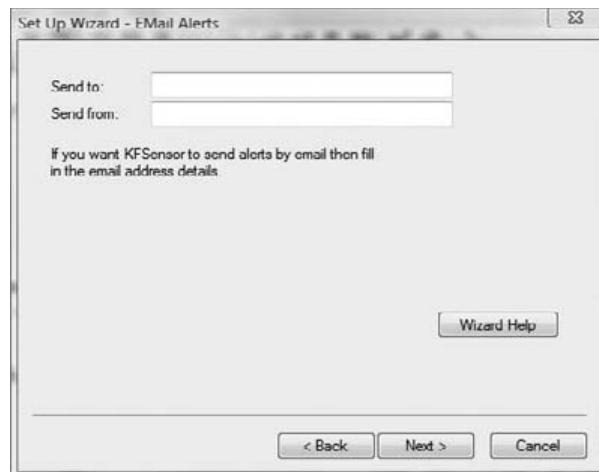 Set Up Wizard - EMail Alerts
Send to:
Send from:
If you want KFSensor to send alerts by email then fill
in the email address details.
Wizard Help
< Back
Next >
Cancel